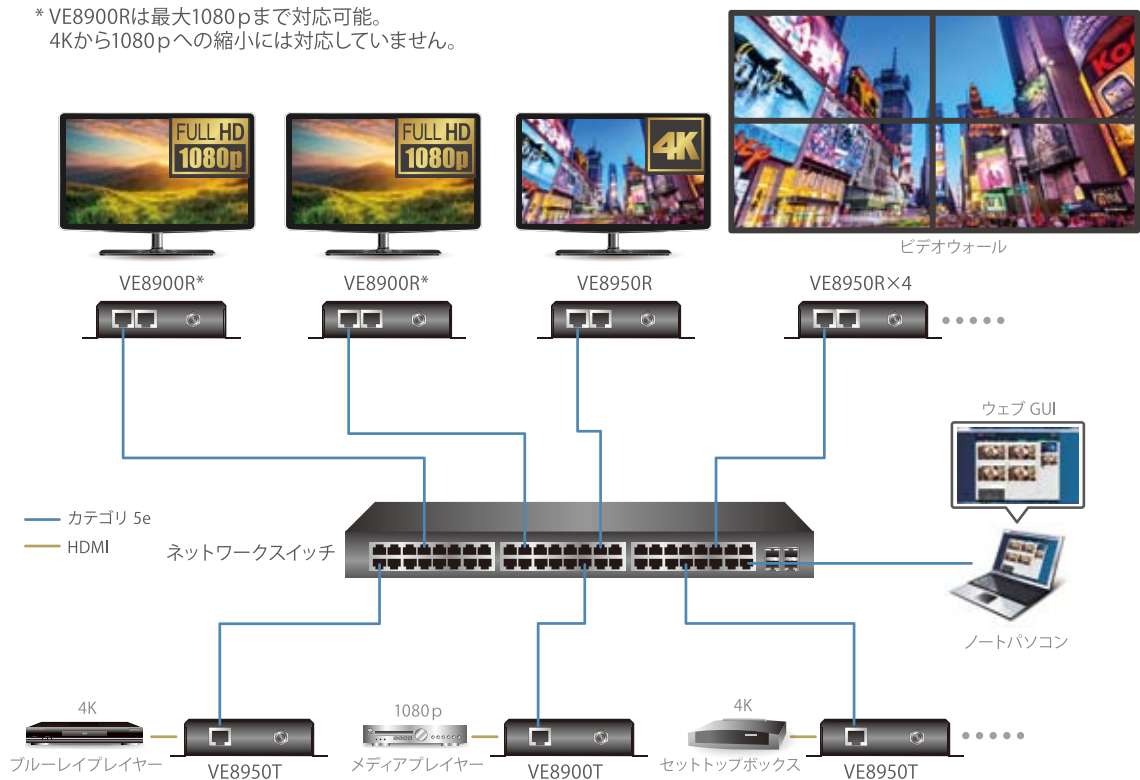 * VE8900Rは最大1080pまで対応可能。
4Kから1080pへの縮小には対応していません。
FULL HD
1080p
FULL HD
1080p
4K
ビデオウォール
VE8900R*
VE8900R*
VE8950R
VE8950R×4
ウェブ GUI
カテゴリ 5e
HDMI
ネットワークスイッチ
ノートパソコン
4K
1080p
4K
ブルーレイプレイヤー
VE8950T
メディアプレイヤー
VE8900T
セットトップボックス
VE8950T